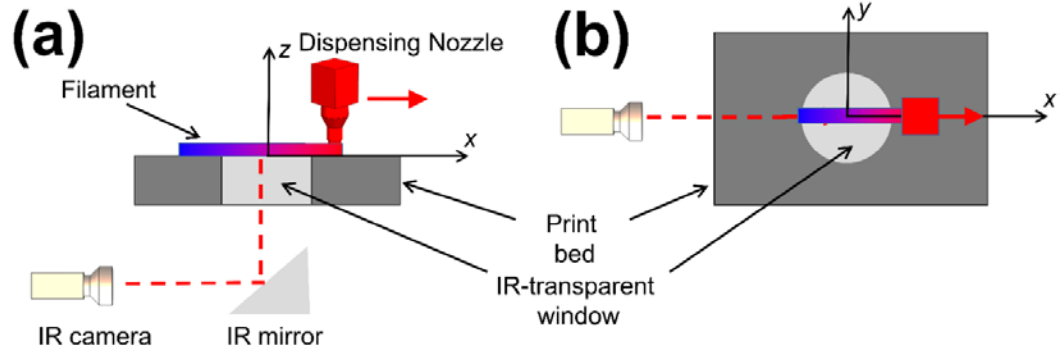 (a)
z
Dispensing Nozzle
Filament
x
IR camera
IR mirror
Print
bed
IR-transparent
window
(b)
y
x